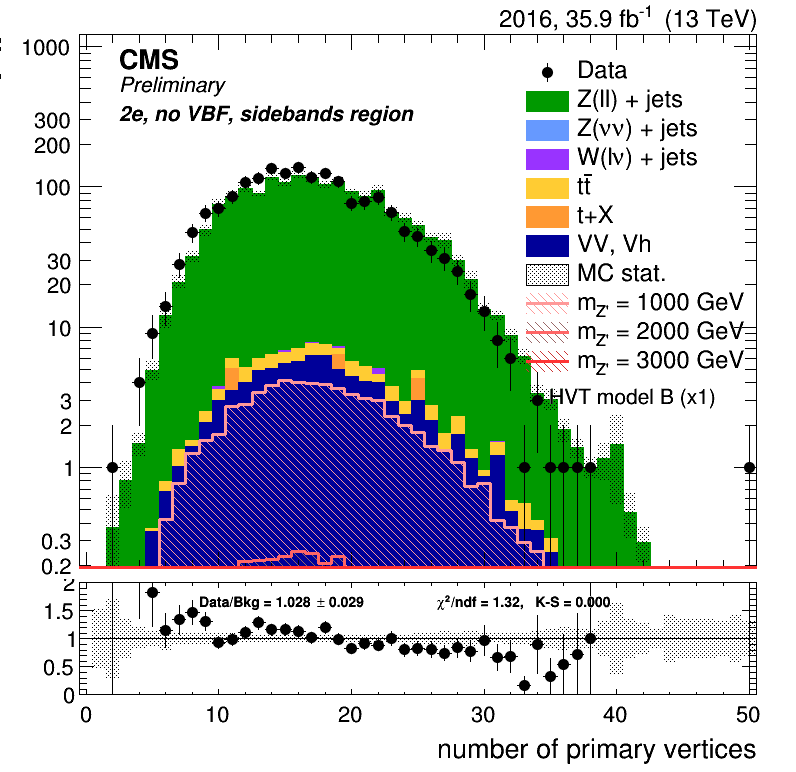 2016, 35.9 fb⁻¹ (13 TeV)
CMS
Preliminary
2e, no VBF, sidebands region
Data
Z(ll) + jets
Z(νν) + jets
W(lν) + jets
tt̄
t+X
VV, Vh
MC stat.
m_Z' = 1000 GeV
m_Z' = 2000 GeV
m_Z' = 3000 GeV
HVT model B (x1)
1000
300
200
100
30
20
10
3
2
1
0.3
0.2
Data/Bkg = 1.028 ± 0.029
χ²/ndf = 1.32, K-S = 0.000
2
1.5
1
0.5
0
0 10 20 30 40 50
number of primary vertices